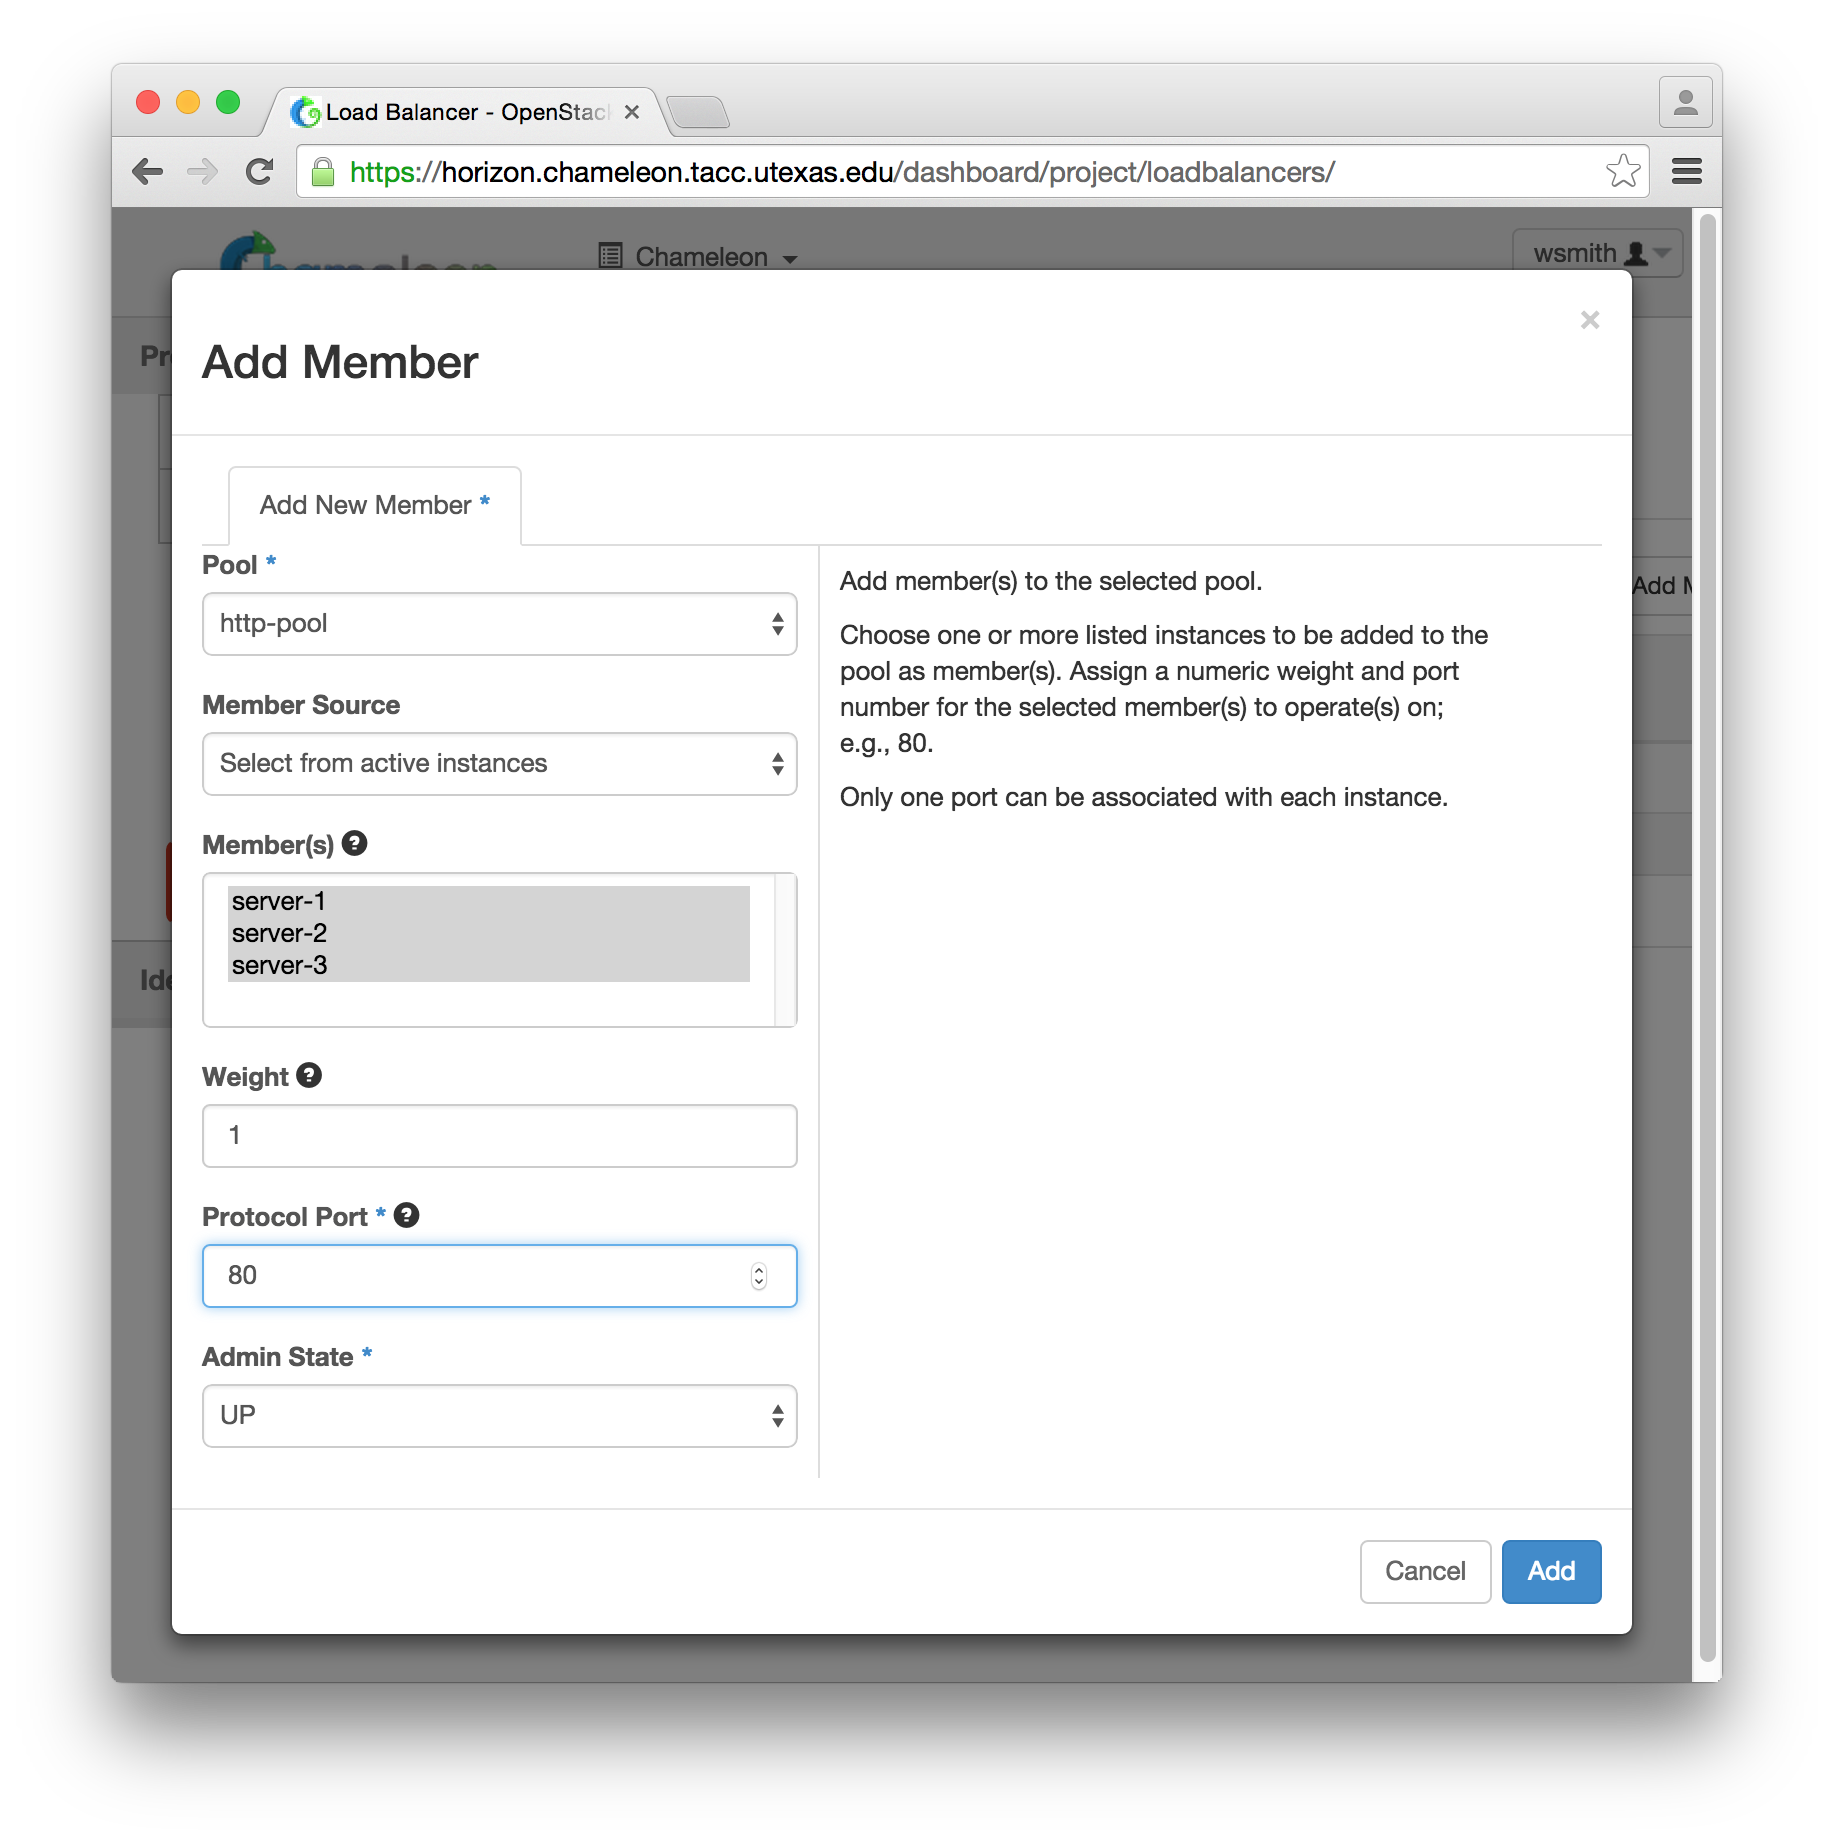 Load Balancer - OpenStac
https://horizon.chameleon.tacc.utexas.edu/dashboard/project/loadbalancers/
Chameleon
Chameleon
wsmith
Add Member
×
Add New Member *
Pool *
http-pool
Member Source
Select from active instances
Member(s) ?
server-1
server-2
server-3
Weight ?
1
Protocol Port * ?
80
Admin State *
UP
Add member(s) to the selected pool.
Choose one or more listed instances to be added to the
pool as member(s). Assign a numeric weight and port
number for the selected member(s) to operate(s) on;
e.g., 80.
Only one port can be associated with each instance.
Add
Cancel
Add